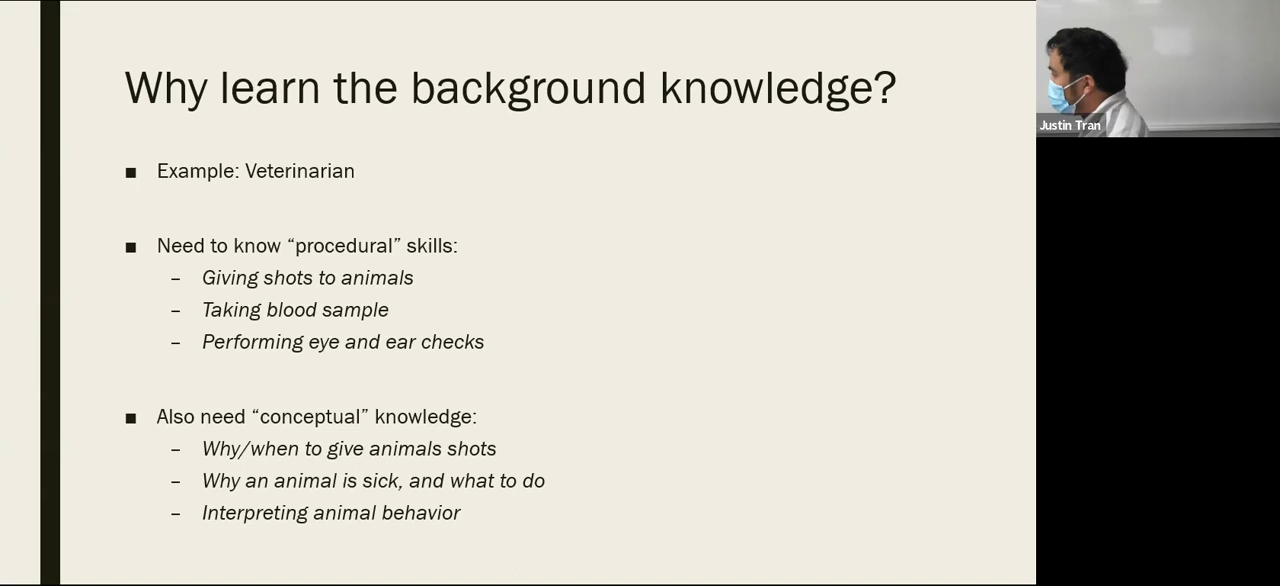 Why learn the background knowledge?
■ Example: Veterinarian
■ Need to know “procedural” skills:
– Giving shots to animals
– Taking blood sample
– Performing eye and ear checks
■ Also need “conceptual” knowledge:
– Why/when to give animals shots
– Why an animal is sick, and what to do
– Interpreting animal behavior
Justin Tran